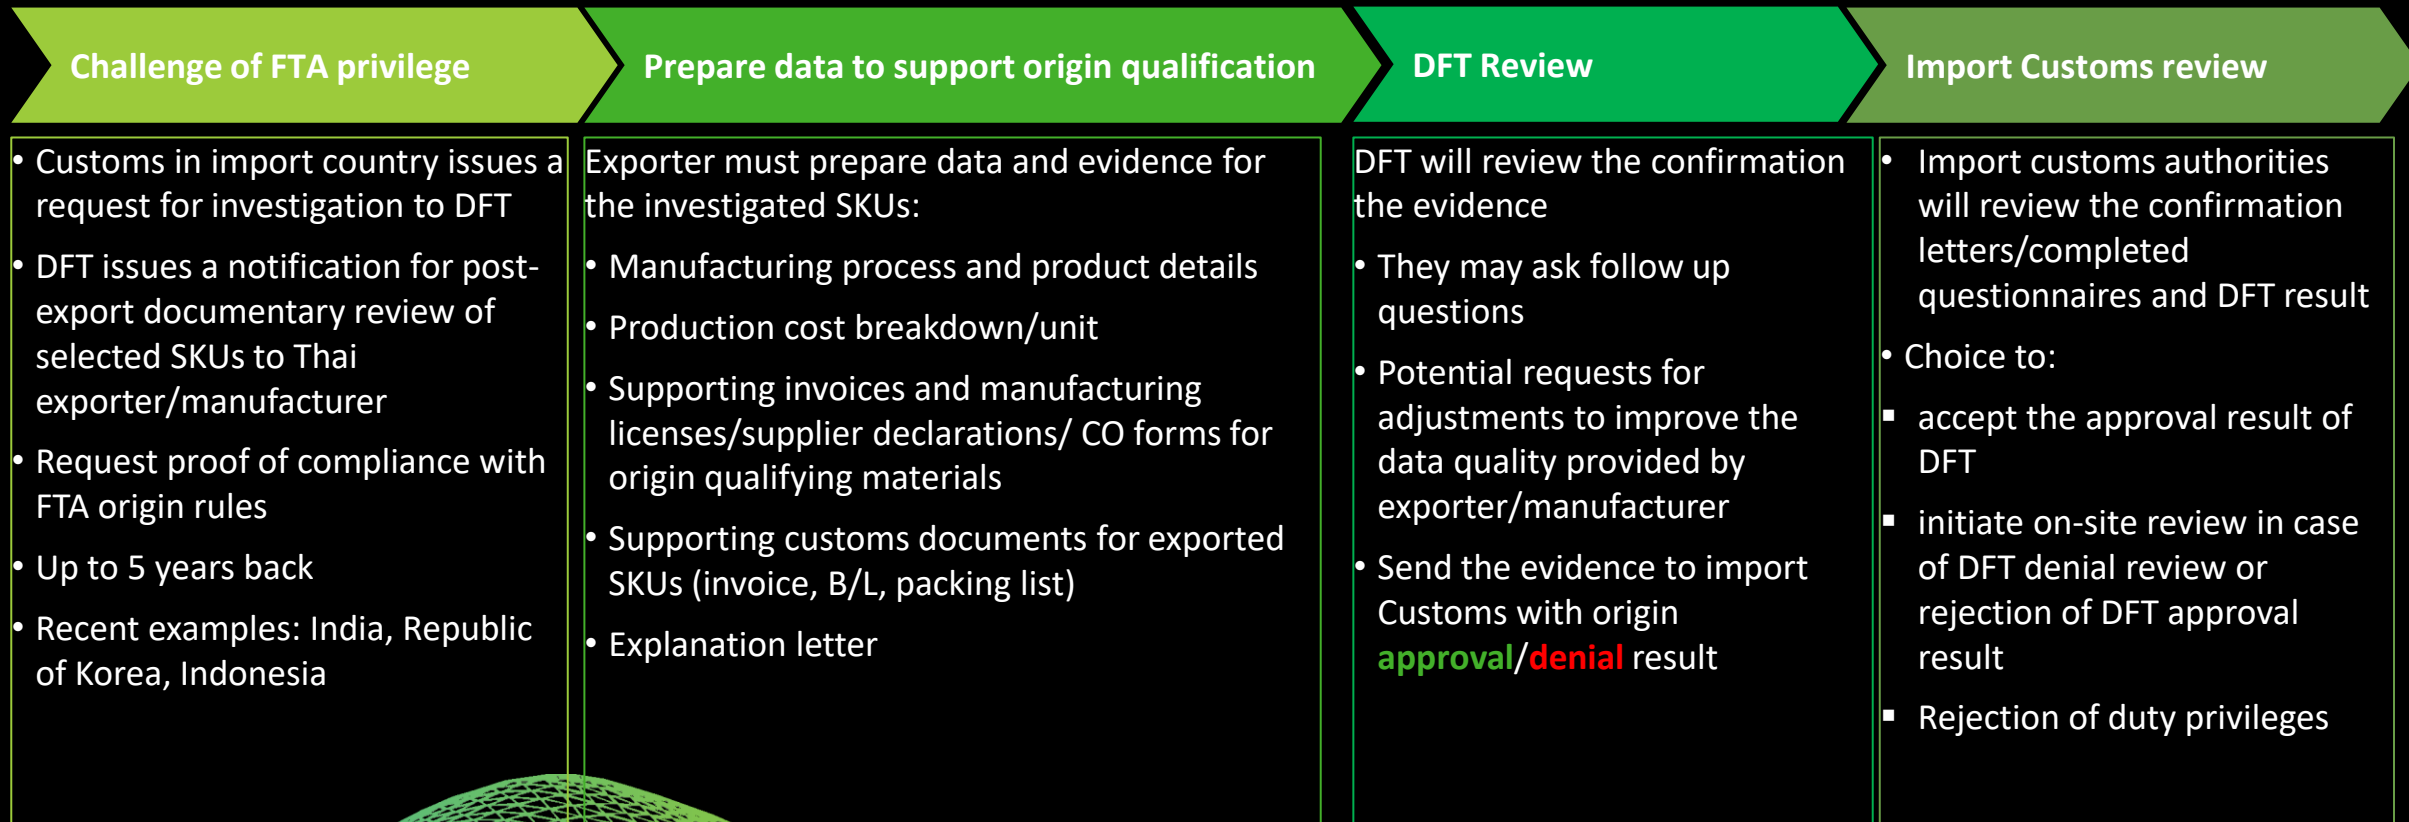 Challenge of FTA privilege
Prepare data to support origin qualification
DFT Review
Import Customs review
• Customs in import country issues a
request for investigation to DFT
• DFT issues a notification for post-
export documentary review of
selected SKUs to Thai
exporter/manufacturer
• Request proof of compliance with
FTA origin rules
• Up to 5 years back
• Recent examples: India, Republic
of Korea, Indonesia
Exporter must prepare data and evidence for
the investigated SKUs:
• Manufacturing process and product details
• Production cost breakdown/unit
• Supporting invoices and manufacturing
licenses/supplier declarations/ CO forms for
origin qualifying materials
• Supporting customs documents for exported
SKUs (invoice, B/L, packing list)
• Explanation letter
DFT will review the confirmation
the evidence
• They may ask follow up
questions
• Potential requests for
adjustments to improve the
data quality provided by
exporter/manufacturer
• Send the evidence to import
Customs with origin
approval/denial result
• Import customs authorities
will review the confirmation
letters/completed
questionnaires and DFT result
• Choice to:
▪ accept the approval result of
DFT
▪ initiate on-site review in case
of DFT denial review or
rejection of DFT approval
result
▪ Rejection of duty privileges